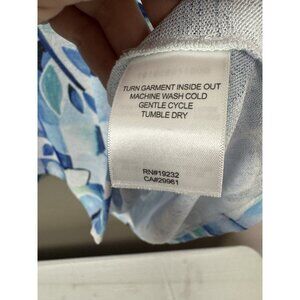 TURN GARMENT INSIDE OUT
MACHINE WASH COLD
GENTLE CYCLE
TUMBLE DRY
RN#19232
CA#29961